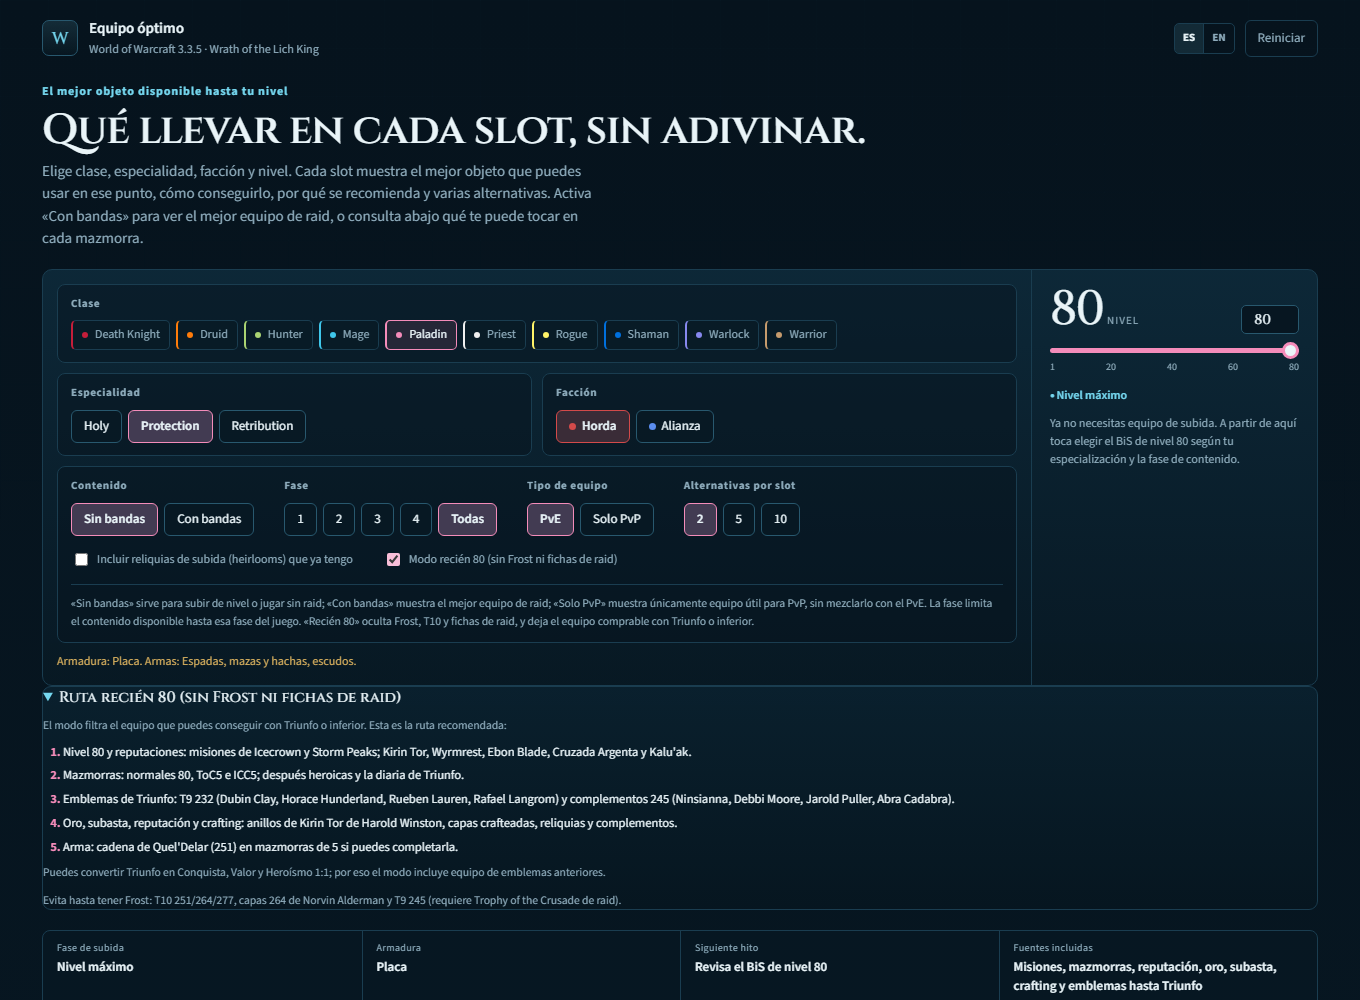 W
Equipo óptimo
World of Warcraft 3.3.5 · Wrath of the Lich King
ES
EN
Reiniciar
El mejor objeto disponible hasta tu nivel
Qué llevar en cada slot, sin adivinar.
Elige clase, especialidad, facción y nivel. Cada slot muestra el mejor objeto que puedes
usar en ese punto, cómo conseguirlo, por qué se recomienda y varias alternativas. Activa
«Con bandas» para ver el mejor equipo de raid, o consulta abajo qué te puede tocar en
cada mazmorra.
Clase
Death Knight
Druid
Hunter
Mage
Paladin
Priest
Rogue
Shaman
Warlock
Warrior
Especialidad
Holy
Protection
Retribution
Facción
Horda
Alianza
Contenido
Sin bandas
Con bandas
Fase
1
2
3
4
Todas
Tipo de equipo
PvE
Solo PvP
Alternativas por slot
2
5
10
Incluir reliquias de subida (heirlooms) que ya tengo
Modo recién 80 (sin Frost ni fichas de raid)
«Sin bandas» sirve para subir de nivel o jugar sin raid; «Con bandas» muestra el mejor equipo de raid; «Solo PvP» muestra únicamente equipo útil para PvP, sin mezclarlo con el PvE. La fase limita
el contenido disponible hasta esa fase del juego. «Recién 80» oculta Frost, T10 y fichas de raid, y deja el equipo comprable con Triunfo o inferior.
Armadura: Placa. Armas: Espadas, mazas y hachas, escudos.
80 NIVEL
80
1
20
40
60
80
• Nivel máximo
Ya no necesitas equipo de subida. A partir de aquí
toca elegir el BiS de nivel 80 según tu
especialización y la fase de contenido.
Ruta recién 80 (sin Frost ni fichas de raid)
El modo filtra el equipo que puedes conseguir con Triunfo o inferior. Esta es la ruta recomendada:
1. Nivel 80 y reputaciones: misiones de Icecrown y Storm Peaks; Kirin Tor, Wyrmrest, Ebon Blade, Cruzada Argenta y Kalu'ak.
2. Mazmorras: normales 80, ToC5 e ICC5; después heroicas y la diaria de Triunfo.
3. Emblemas de Triunfo: T9 232 (Dubin Clay, Horace Hunderland, Rueben Lauren, Rafael Langrom) y complementos 245 (Ninsianna, Debbi Moore, Jarold Puller, Abra Cadabra).
4. Oro, subasta, reputación y crafting: anillos de Kirin Tor de Harold Winston, capas crafteadas, reliquias y complementos.
5. Arma: cadena de Quel'Delar (251) en mazmorras de 5 si puedes completarla.
Puedes convertir Triunfo en Conquista, Valor y Heroísmo 1:1; por eso el modo incluye equipo de emblemas anteriores.
Evita hasta tener Frost: T10 251/264/277, capas 264 de Norvin Alderman y T9 245 (requiere Trophy of the Crusade de raid).
Fase de subida
Nivel máximo
Armadura
Placa
Siguiente hito
Revisa el BiS de nivel 80
Fuentes incluidas
Misiones, mazmorras, reputación, oro, subasta,
crafting y emblemas hasta Triunfo